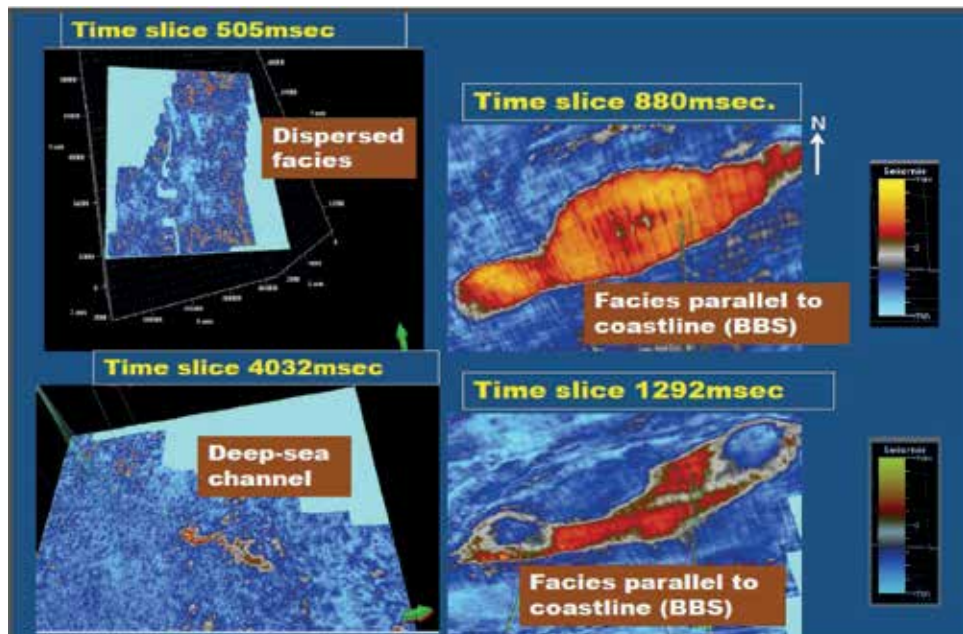 Time slice 505msec
Dispersed
facies
Time slice 880msec.
N
Facies parallel to
coastline (BBS)
Time slice 4032msec
Deep-sea
channel
Time slice 1292msec
Facies parallel to
coastline (BBS)